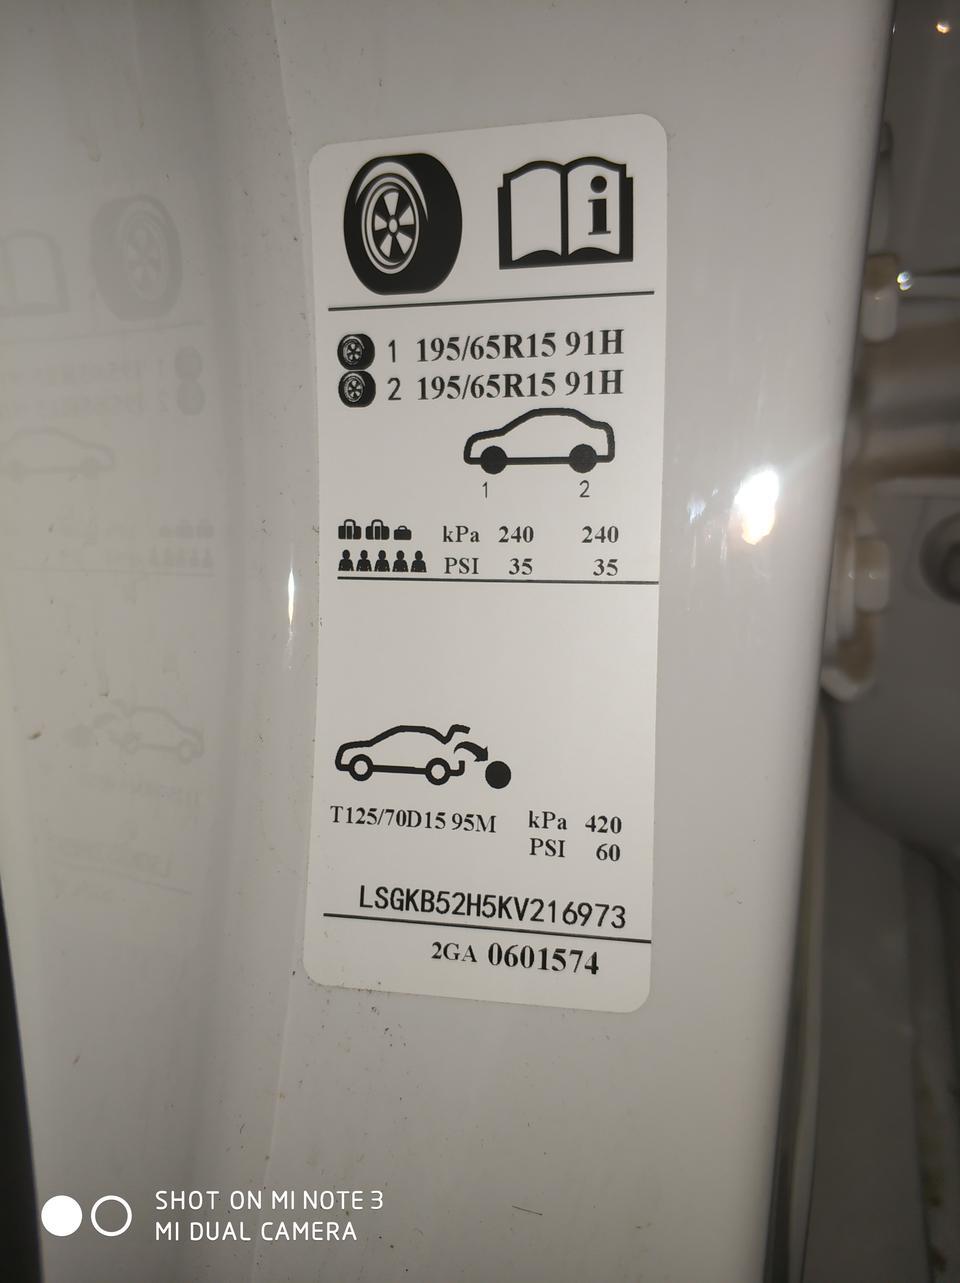 i
1 195/65R15 91H
2 195/65R15 91H
1 2
kPa 240 240
PSI 35 35
T125/70D15 95M kPa 420
PSI 60
LSGKB52H5KV216973
2GA 0601574
SHOT ON MI NOTE 3
MI DUAL CAMERA